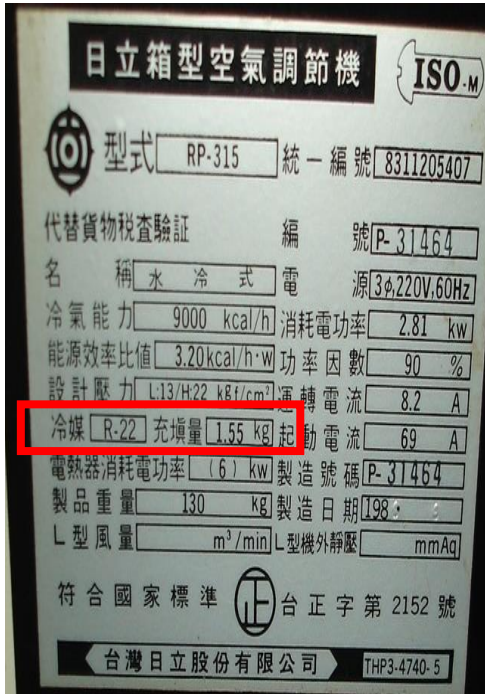 日立箱型空氣調節機 ISO-M
型式 RP-315 統一編號 8311205407
代替貨物稅查驗証 編號 P-31464
名稱 水冷式 電源 3φ,220V,60Hz
冷氣能力 9000 kcal/h 消耗電功率 2.81 kw
能源效率比值 3.20kcal/h·w 功率因數 90 %
設計壓力 L:13/H:22 kgf/cm² 運轉電流 8.2 A
冷媒 R-22 充塡量 1.55 kg 起動電流 69 A
電熱器消耗電功率 (6) kw 製造號碼 P-31464
製品重量 130 kg 製造日期 198
L型風量 m³/min L型機外靜壓 mmAq
符合國家標準 正 台正字第 2152 號
台灣日立股份有限公司 THP3-4740-5